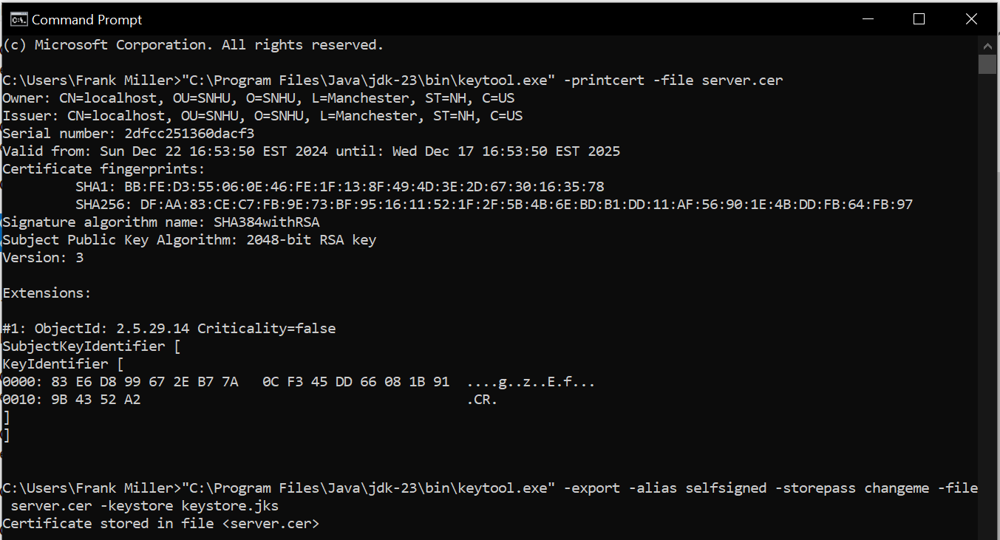 Command Prompt
(c) Microsoft Corporation. All rights reserved.
C:\Users\Frank Miller>"C:\Program Files\Java\jdk-23\bin\keytool.exe" -printcert -file server.cer
Owner: CN=localhost, OU=SNHU, O=SNHU, L=Manchester, ST=NH, C=US
Issuer: CN=localhost, OU=SNHU, O=SNHU, L=Manchester, ST=NH, C=US
Serial number: 2dfcc251360dacf3
Valid from: Sun Dec 22 16:53:50 EST 2024 until: Wed Dec 17 16:53:50 EST 2025
Certificate fingerprints:
SHA1: BB:FE:D3:55:06:0E:46:FE:1F:13:8F:49:4D:3E:2D:67:30:16:35:78
SHA256: DF:AA:83:CE:C7:FB:9E:73:BF:95:16:11:52:1F:2F:5B:4B:6E:BD:B1:DD:11:AF:56:90:1E:4B:DD:FB:64:FB:97
Signature algorithm name: SHA384withRSA
Subject Public Key Algorithm: 2048-bit RSA key
Version: 3
Extensions:
#1: ObjectId: 2.5.29.14 Criticality=false
SubjectKeyIdentifier [
KeyIdentifier [
0000: 83 E6 D8 99 67 2E B7 7A   0C F3 45 DD 66 08 1B 91  ....g..z..E.f...
0010: 9B 43 52 A2                                        .CR.
]
]
C:\Users\Frank Miller>"C:\Program Files\Java\jdk-23\bin\keytool.exe" -export -alias selfsigned -storepass changeme -file
server.cer -keystore keystore.jks
Certificate stored in file <server.cer>